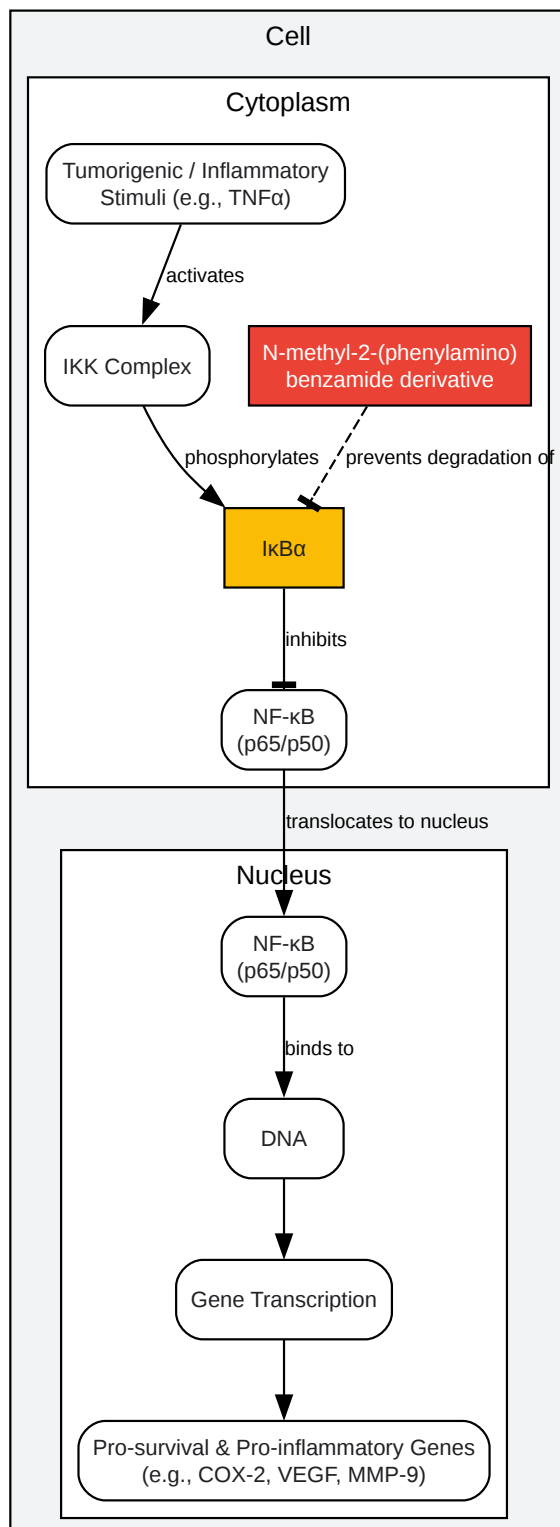 Cell
Cytoplasm
Tumorigenic / Inflammatory
Stimuli (e.g., TNFα)
activates
IKK Complex
N-methyl-2-(phenylamino)
benzamide derivative
phosphorylates
prevents degradation of
IκBα
inhibits
NF-κB
(p65/p50)
translocates to nucleus
Nucleus
NF-κB
(p65/p50)
binds to
DNA
Gene Transcription
Pro-survival & Pro-inflammatory Genes
(e.g., COX-2, VEGF, MMP-9)